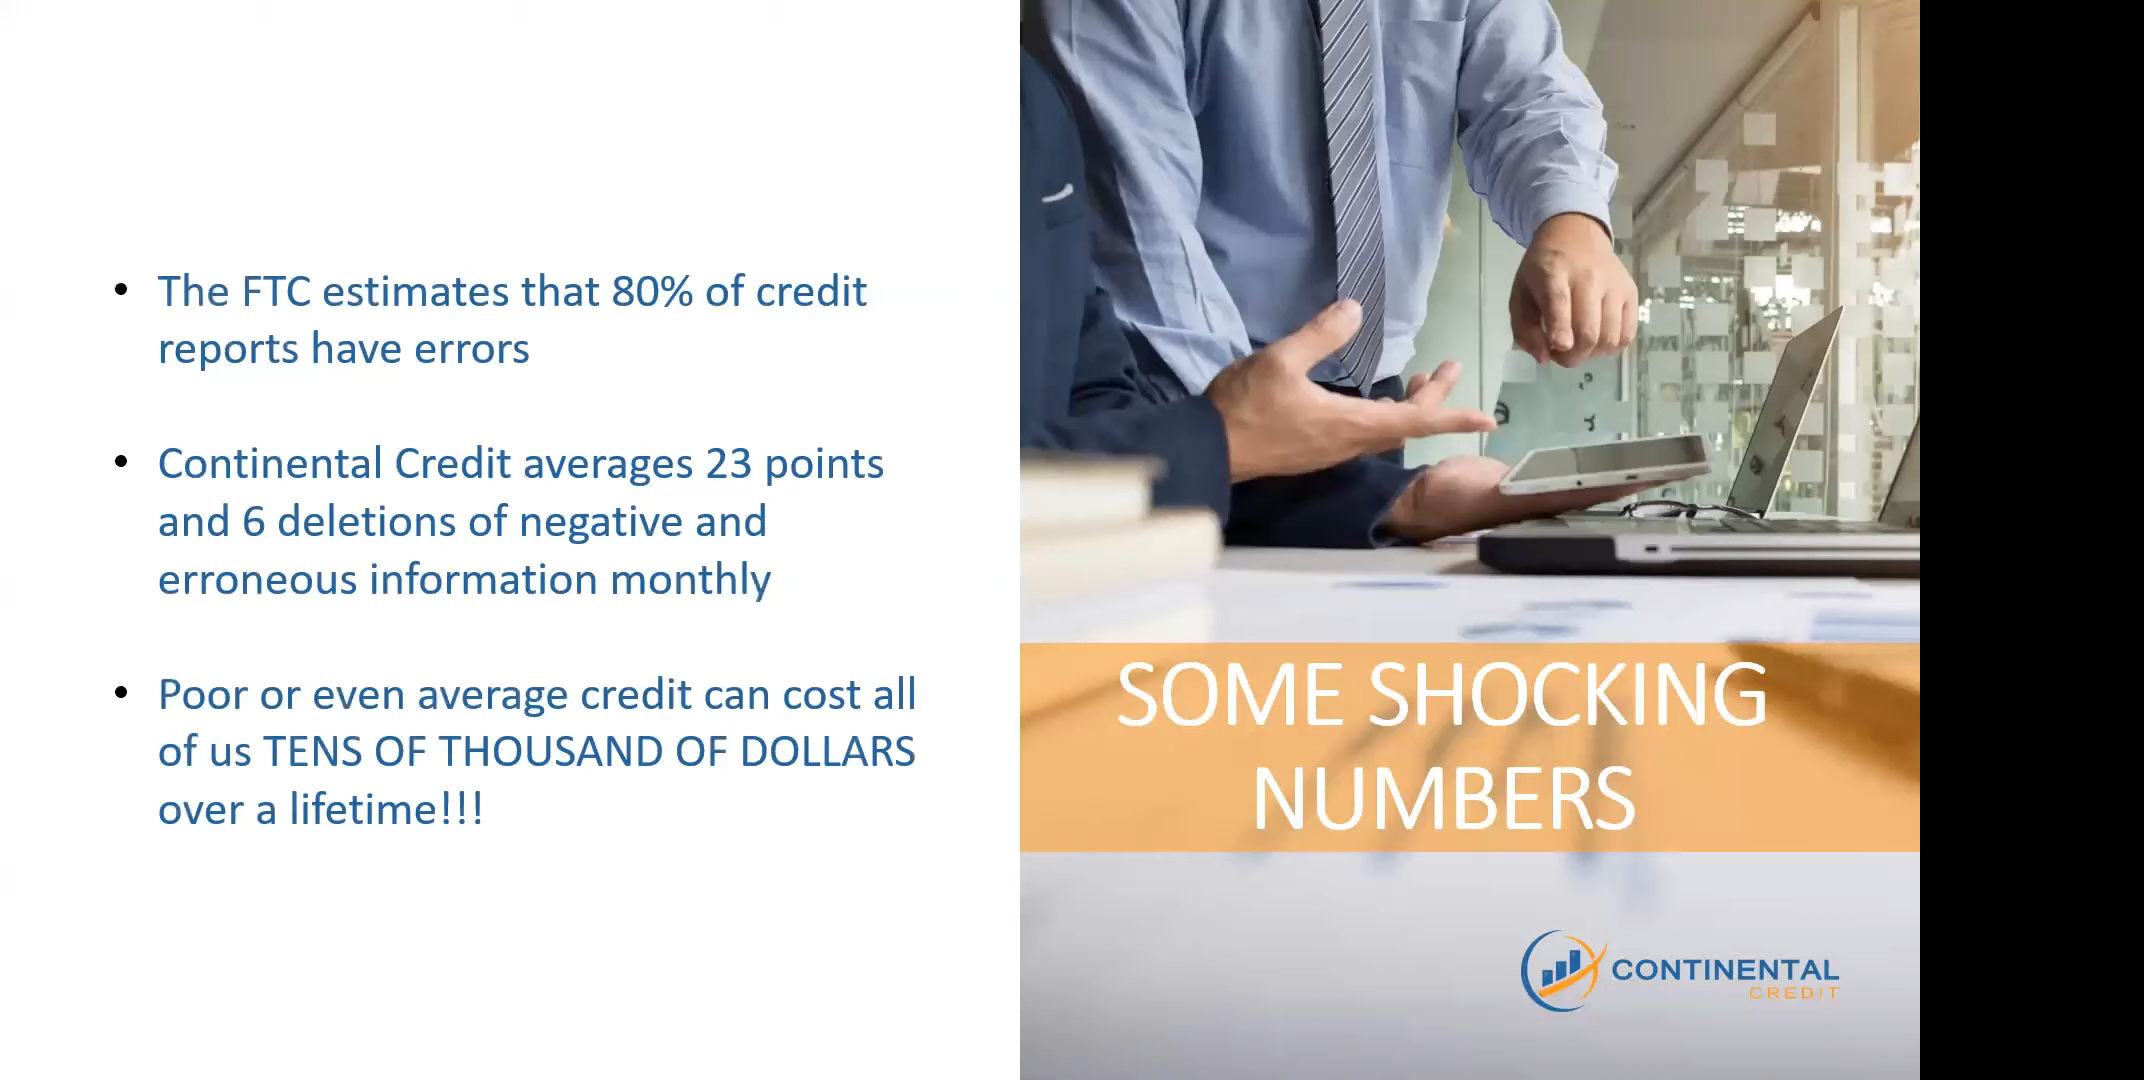 The FTC estimates that 80% of credit
reports have errors
Continental Credit averages 23 points
and 6 deletions of negative and
erroneous information monthly
Poor or even average credit can cost all
of us TENS OF THOUSAND OF DOLLARS
over a lifetime!!!
SOME SHOCKING
NUMBERS
CONTINENTAL
CREDIT